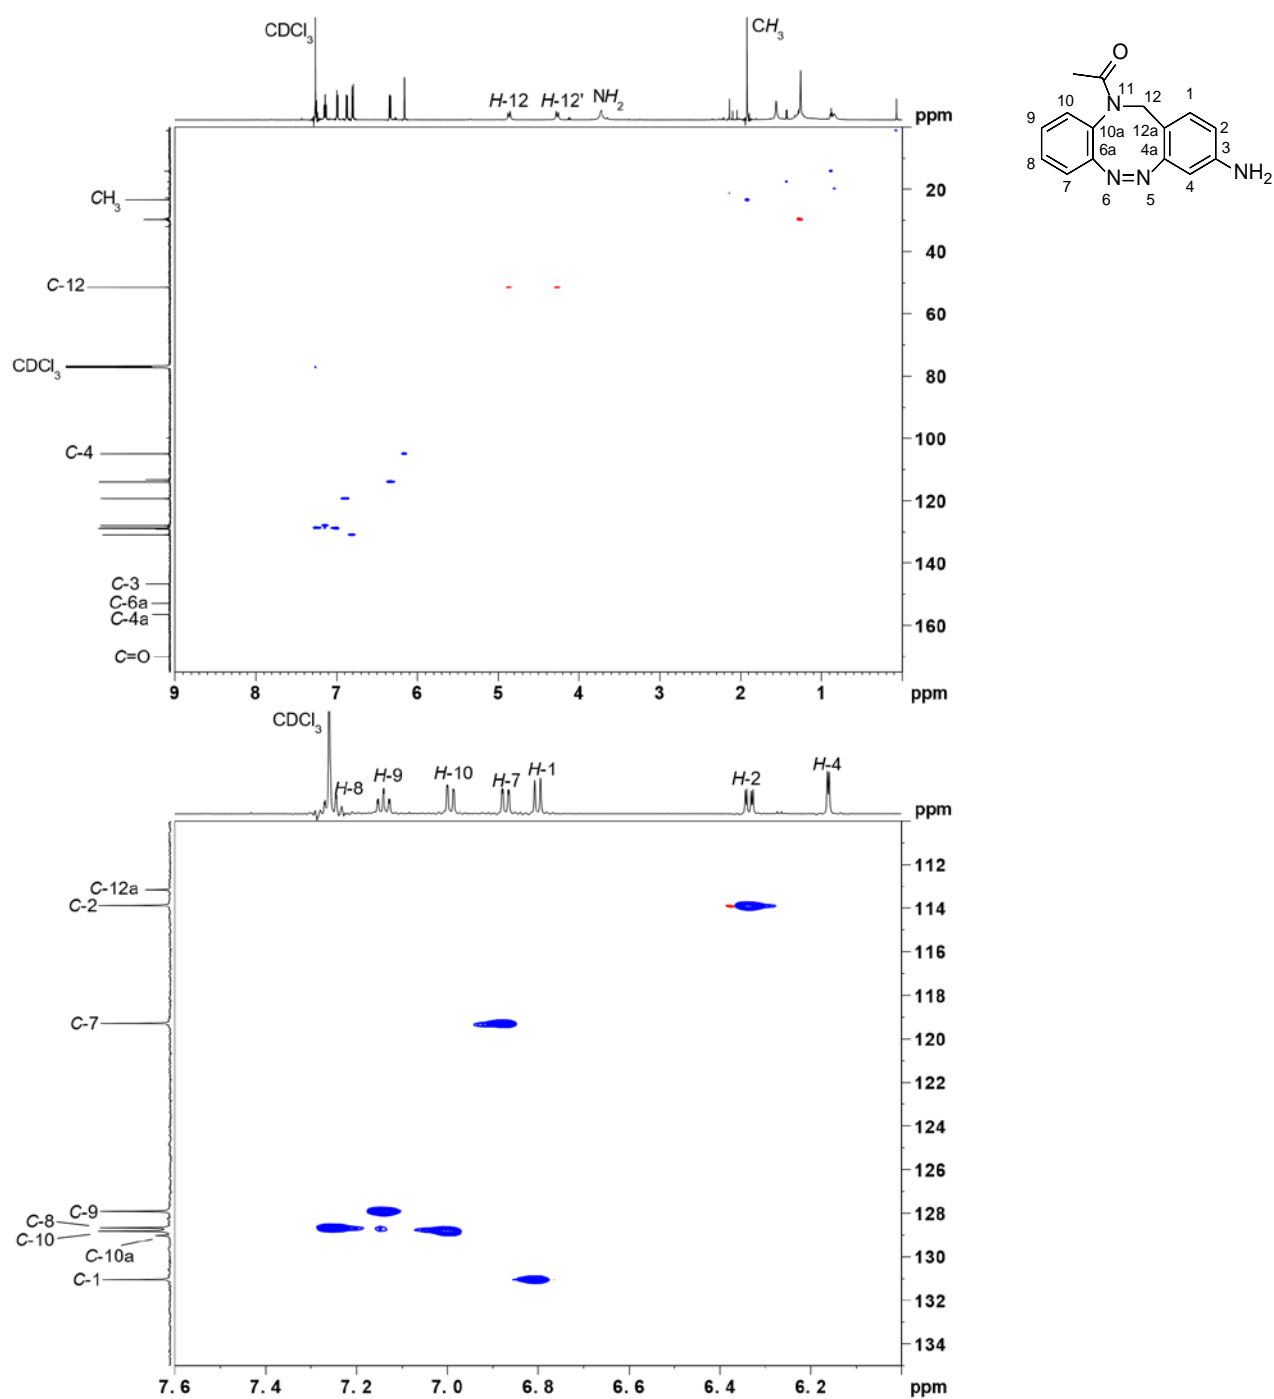 CDCl3
CH3
H-12
H-12'
NH2
ppm
CH3
C-12
CDCl3
C-4
C-3
C-6a
C-4a
C=O
20
40
60
80
100
120
140
160
9 8 7 6 5 4 3 2 1 ppm
O
N
11
12
1
10
9
10a
12a
2
6a
4a
3
8
7
N=N
6
5
4
NH2
CDCl3
H-8
H-9
H-10
H-7
H-1
H-2
H-4
ppm
C-12a
C-2
C-7
C-9
C-8
C-10
C-10a
C-1
112
114
116
118
120
122
124
126
128
130
132
134
7.6 7.4 7.2 7.0 6.8 6.6 6.4 6.2 ppm